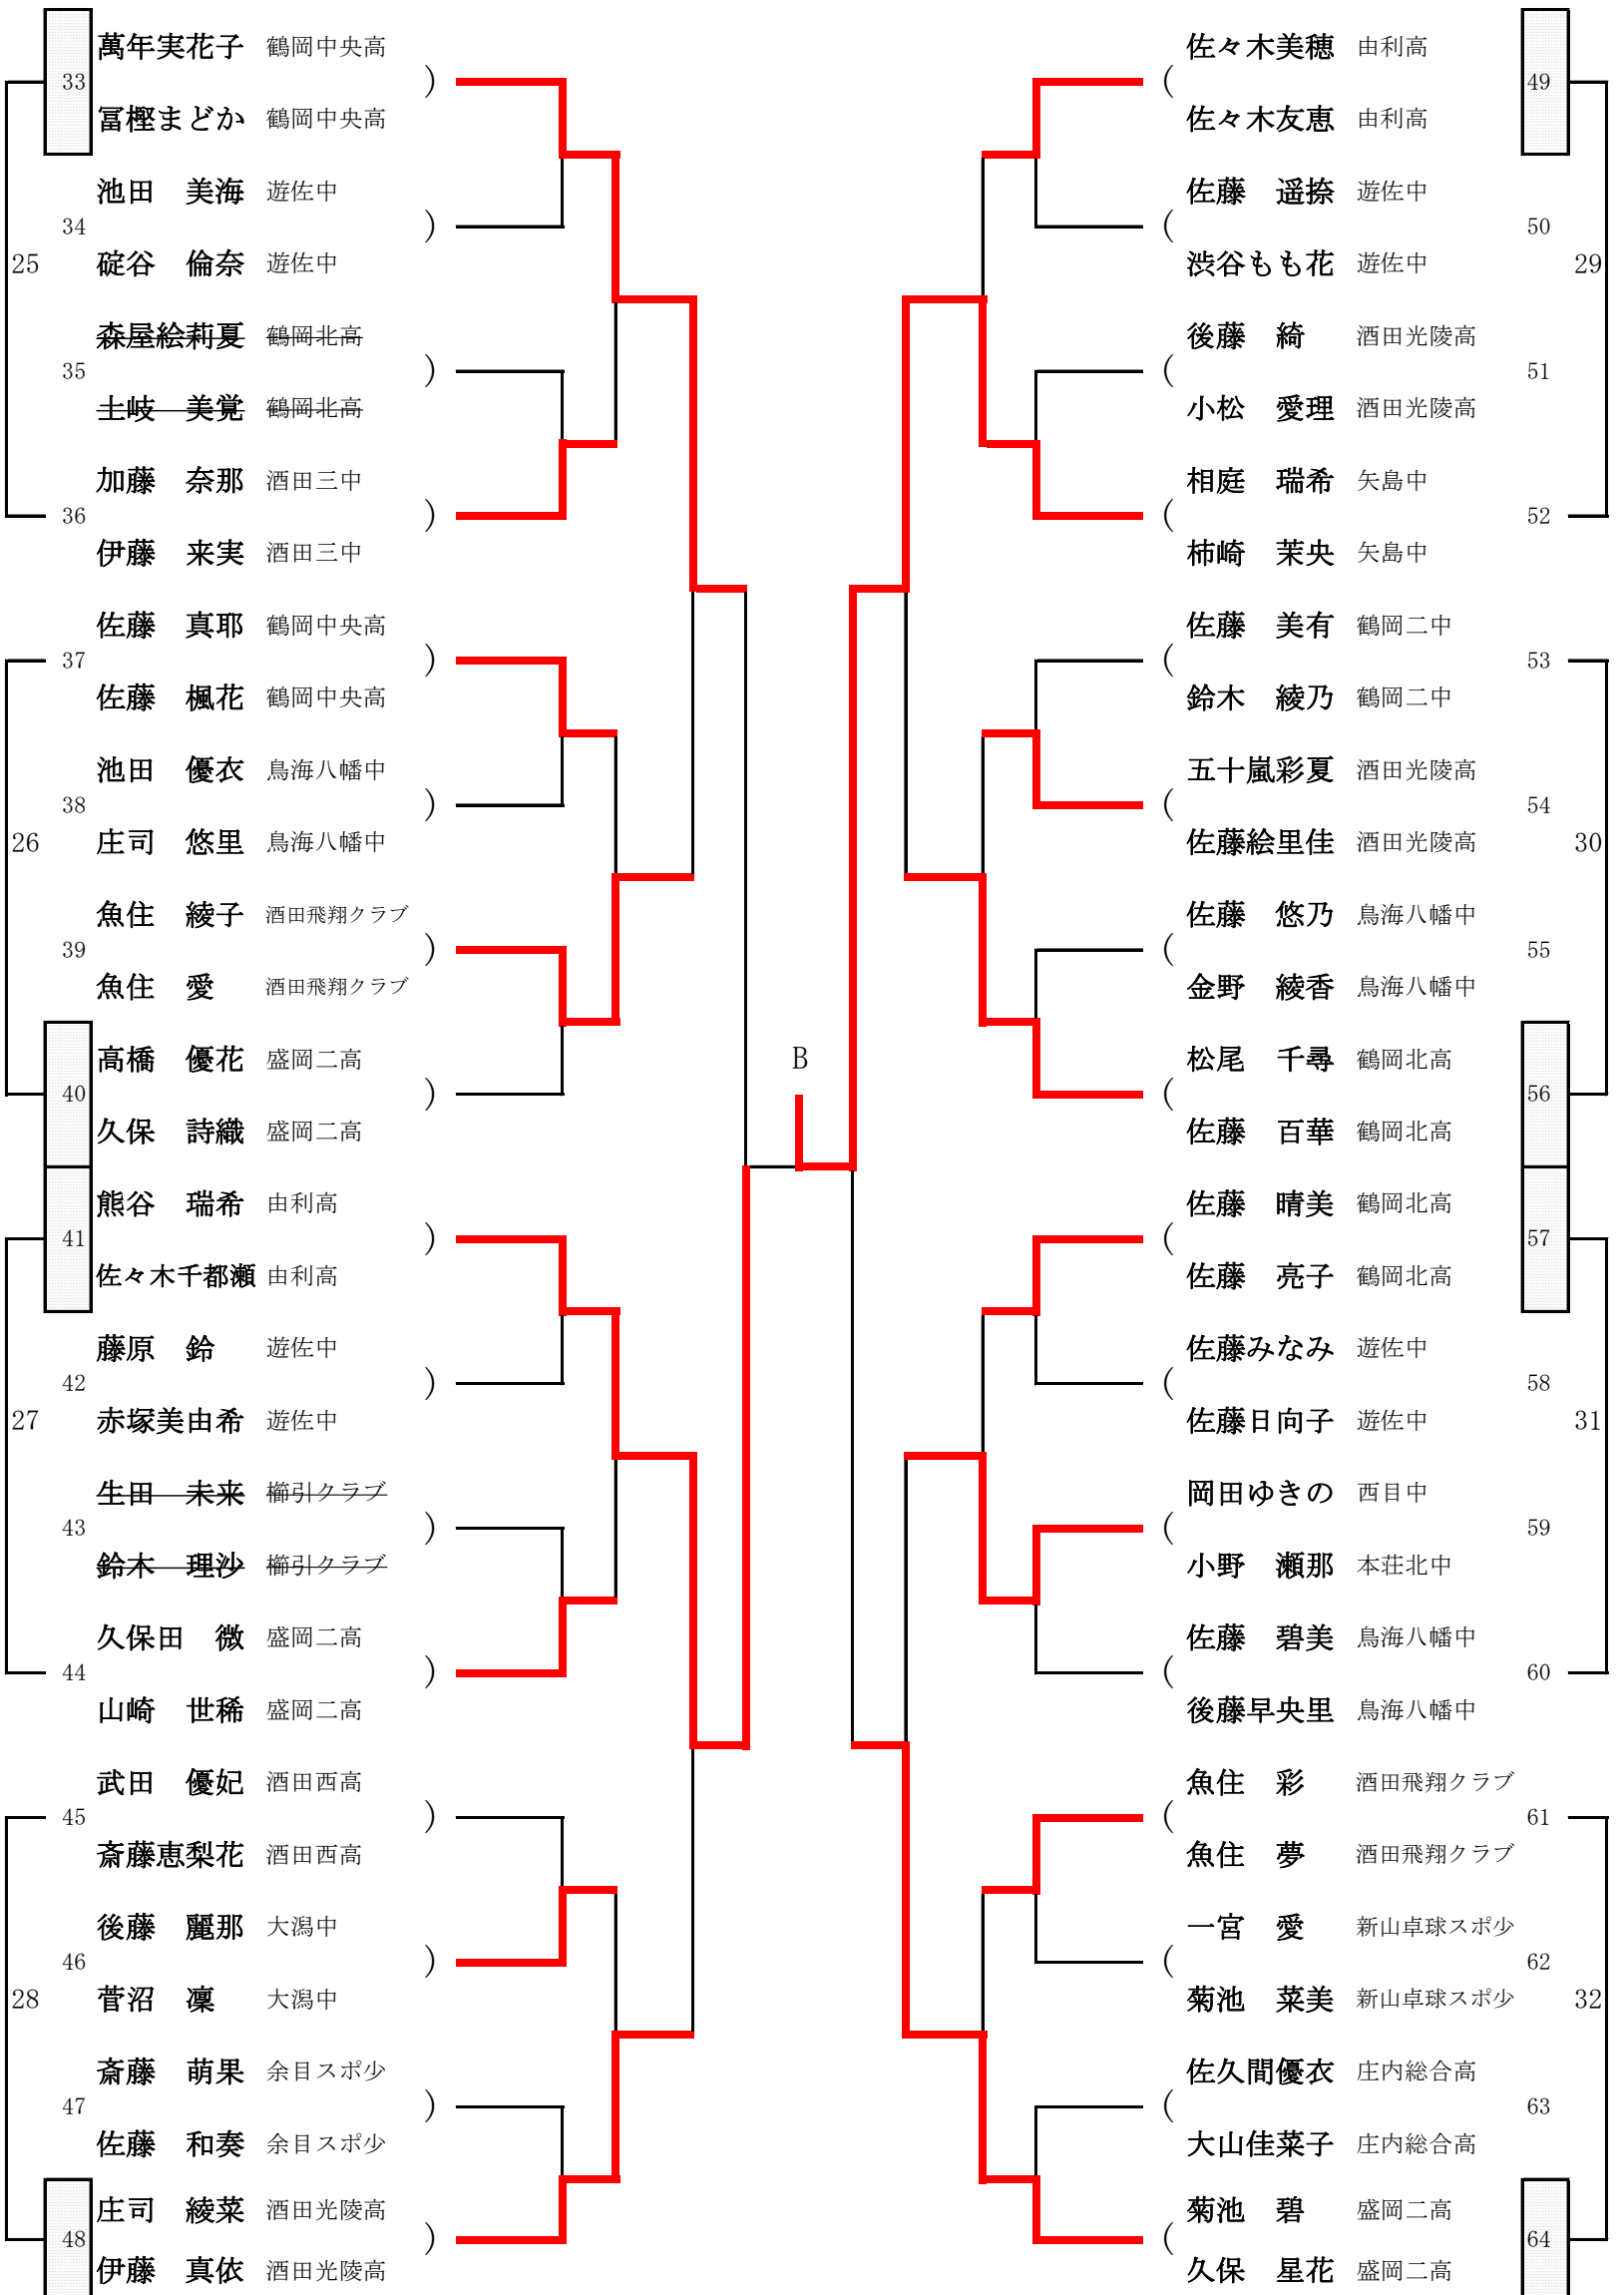 33
萬年実花子 鶴岡中央高 )
冨樫まどか 鶴岡中央高
25
34
池田 美海 遊佐中 )
碇谷 倫奈 遊佐中
35
森屋絵莉夏 鶴岡北高 )
土岐 美覚 鶴岡北高
36
加藤 奈那 酒田三中 )
伊藤 来実 酒田三中
37
佐藤 真耶 鶴岡中央高 )
佐藤 楓花 鶴岡中央高
26
38
池田 優衣 鳥海八幡中 )
庄司 悠里 鳥海八幡中
39
魚住 綾子 酒田飛翔クラブ )
魚住 愛 酒田飛翔クラブ
40
高橋 優花 盛岡二高 )
久保 詩織 盛岡二高
41
熊谷 瑞希 由利高 )
佐々木千都瀬 由利高
27
42
藤原 鈴 遊佐中 )
赤塚美由希 遊佐中
43
生田 未来 櫛引クラブ )
鈴木 理沙 櫛引クラブ
44
久保田 微 盛岡二高 )
山崎 世稀 盛岡二高
45
武田 優妃 酒田西高 )
斎藤恵梨花 酒田西高
28
46
後藤 麗那 大潟中 )
菅沼 凜 大潟中
47
斎藤 萌果 余目スポ少 )
佐藤 和奏 余目スポ少
48
庄司 綾菜 酒田光陵高 )
伊藤 真依 酒田光陵高
B
( 佐々木美穂 由利高
佐々木友恵 由利高
49
( 佐藤 遥捺 遊佐中
渋谷もも花 遊佐中
50
29
( 後藤 綺 酒田光陵高
小松 愛理 酒田光陵高
51
( 相庭 瑞希 矢島中
柿崎 茉央 矢島中
52
( 佐藤 美有 鶴岡二中
鈴木 綾乃 鶴岡二中
53
( 五十嵐彩夏 酒田光陵高
佐藤絵里佳 酒田光陵高
54
30
( 佐藤 悠乃 鳥海八幡中
金野 綾香 鳥海八幡中
55
( 松尾 千尋 鶴岡北高
佐藤 百華 鶴岡北高
56
( 佐藤 晴美 鶴岡北高
佐藤 亮子 鶴岡北高
57
( 佐藤みなみ 遊佐中
佐藤日向子 遊佐中
58
31
( 岡田ゆきの 西目中
小野 瀬那 本荘北中
59
( 佐藤 碧美 鳥海八幡中
後藤早央里 鳥海八幡中
60
( 魚住 彩 酒田飛翔クラブ
魚住 夢 酒田飛翔クラブ
61
( 一宮 愛 新山卓球スポ少
菊池 菜美 新山卓球スポ少
62
32
( 佐久間優衣 庄内総合高
大山佳菜子 庄内総合高
63
( 菊池 碧 盛岡二高
久保 星花 盛岡二高
64